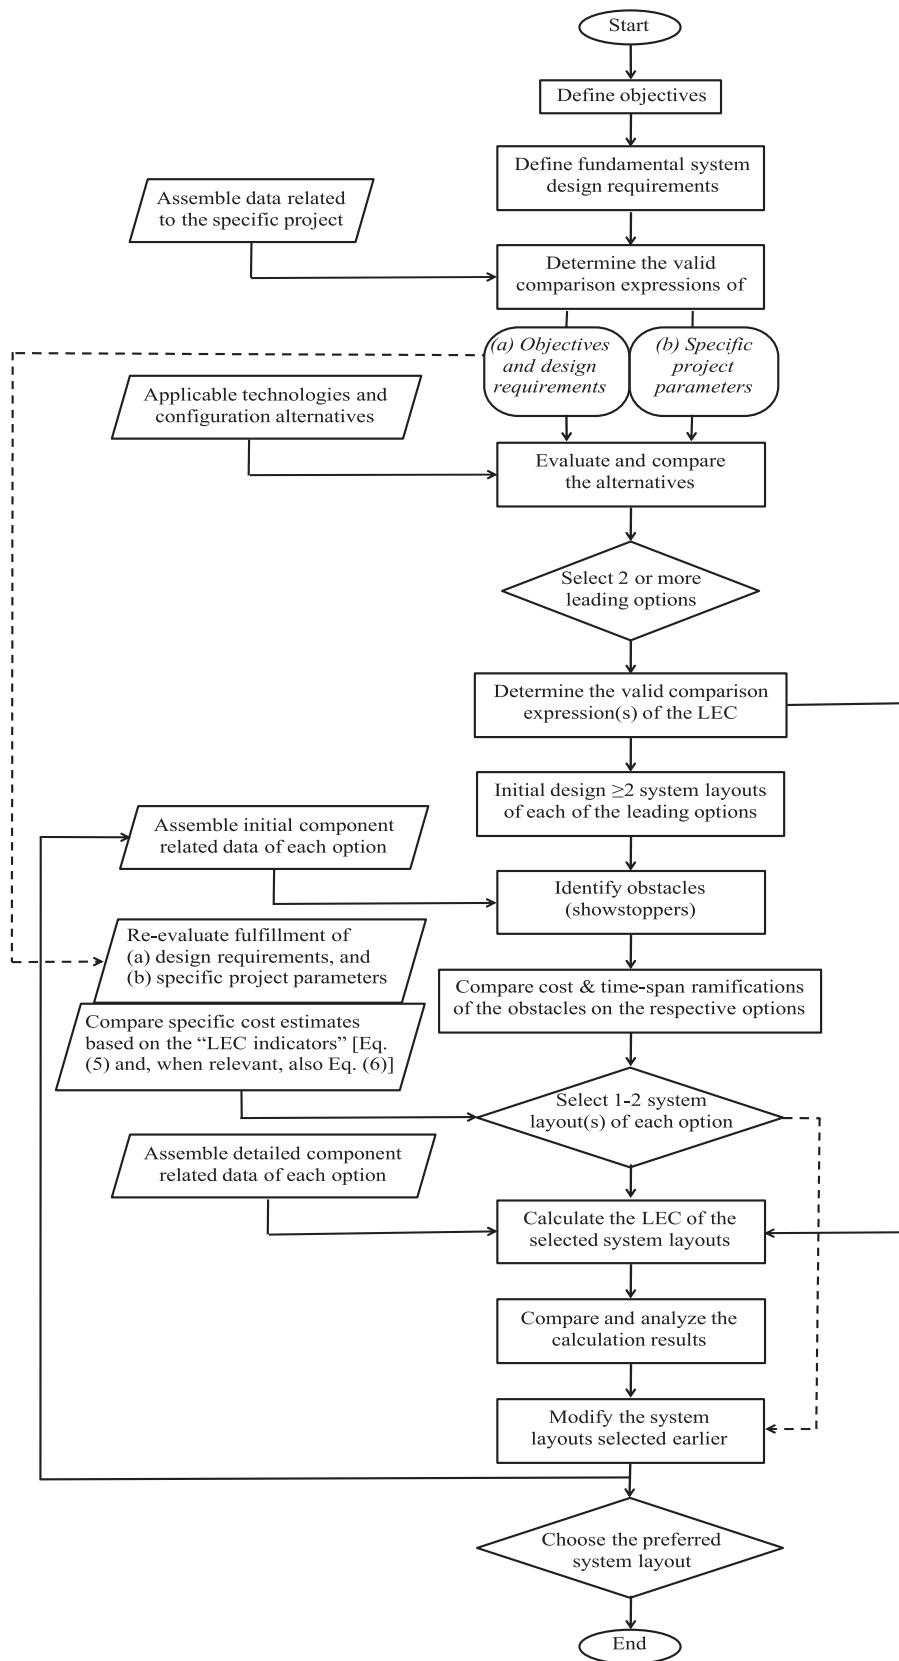 Start
Define objectives
Define fundamental system
design requirements
Assemble data related
to the specific project
Determine the valid
comparison expressions of
(a) Objectives
and design
requirements
(b) Specific
project
parameters
Applicable technologies and
configuration alternatives
Evaluate and compare
the alternatives
Select 2 or more
leading options
Determine the valid comparison
expression(s) of the LEC
Initial design ≥2 system layouts
of each of the leading options
Assemble initial component
related data of each option
Identify obstacles
(showstoppers)
Re-evaluate fulfillment of
(a) design requirements, and
(b) specific project parameters
Compare cost & time-span ramifications
of the obstacles on the respective options
Compare specific cost estimates
based on the “LEC indicators” [Eq.
(5) and, when relevant, also Eq. (6)]
Select 1-2 system
layout(s) of each option
Assemble detailed component
related data of each option
Calculate the LEC of the
selected system layouts
Compare and analyze the
calculation results
Modify the system
layouts selected earlier
Choose the preferred
system layout
End